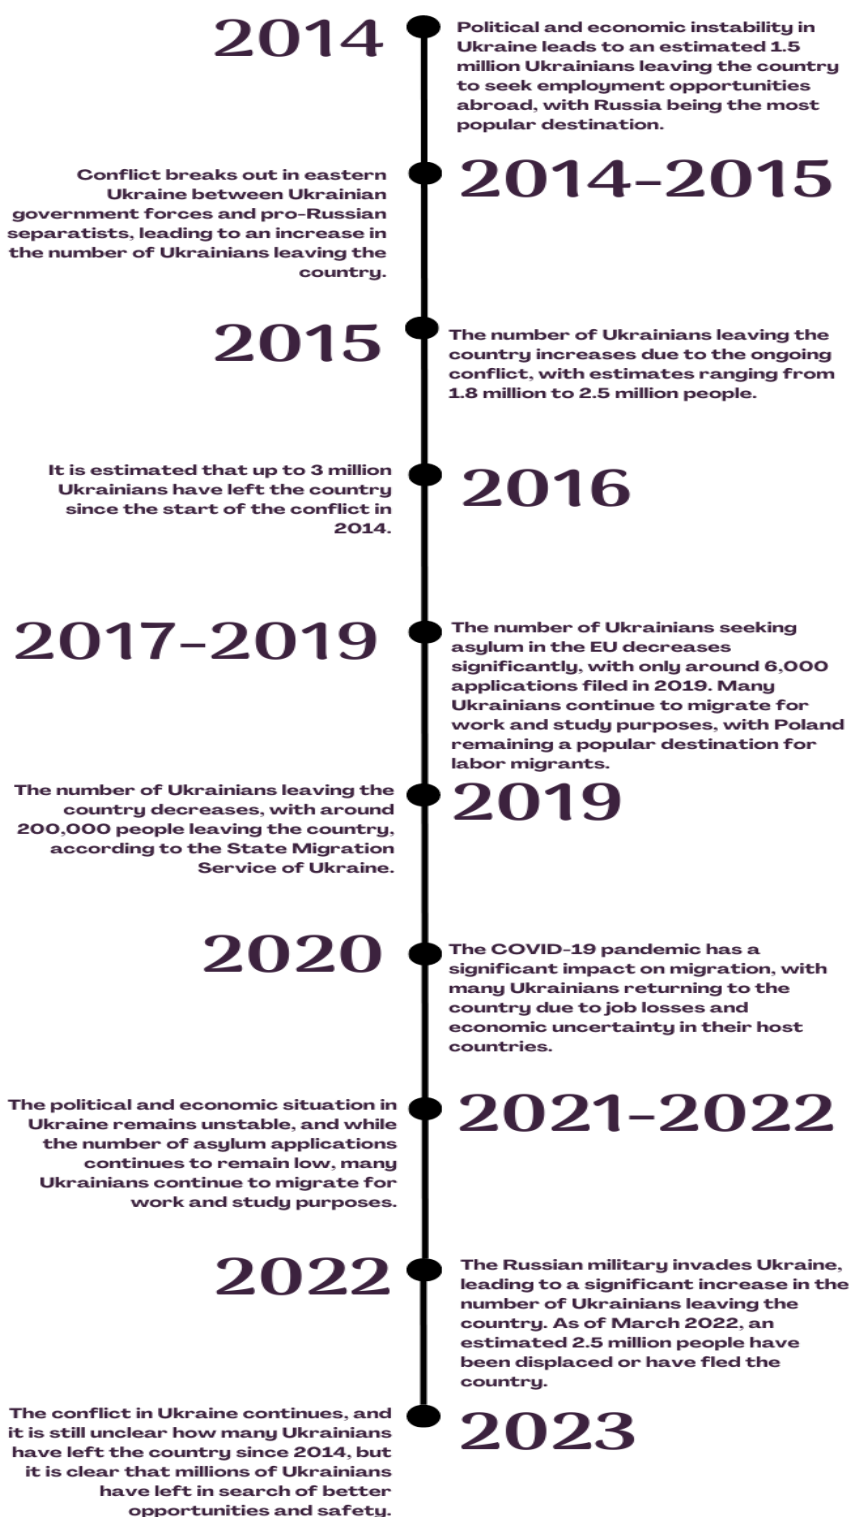 2014
Political and economic instability in
Ukraine leads to an estimated 1.5
million Ukrainians leaving the country
to seek employment opportunities
abroad, with Russia being the most
popular destination.
2014-2015
Conflict breaks out in eastern
Ukraine between Ukrainian
government forces and pro-Russian
separatists, leading to an increase in
the number of Ukrainians leaving the
country.
2015
The number of Ukrainians leaving the
country increases due to the ongoing
conflict, with estimates ranging from
1.8 million to 2.5 million people.
2016
It is estimated that up to 3 million
Ukrainians have left the country
since the start of the conflict in
2014.
2017-2019
The number of Ukrainians seeking
asylum in the EU decreases
significantly, with only around 6,000
applications filed in 2019. Many
Ukrainians continue to migrate for
work and study purposes, with Poland
remaining a popular destination for
labor migrants.
2019
The number of Ukrainians leaving the
country decreases, with around
200,000 people leaving the country,
according to the State Migration
Service of Ukraine.
2020
The COVID-19 pandemic has a
significant impact on migration, with
many Ukrainians returning to the
country due to job losses and
economic uncertainty in their host
countries.
2021-2022
The political and economic situation in
Ukraine remains unstable, and while
the number of asylum applications
continues to remain low, many
Ukrainians continue to migrate for
work and study purposes.
2022
The Russian military invades Ukraine,
leading to a significant increase in the
number of Ukrainians leaving the
country. As of March 2022, an
estimated 2.5 million people have
been displaced or have fled the
country.
2023
The conflict in Ukraine continues, and
it is still unclear how many Ukrainians
have left the country since 2014, but
it is clear that millions of Ukrainians
have left in search of better
opportunities and safety.